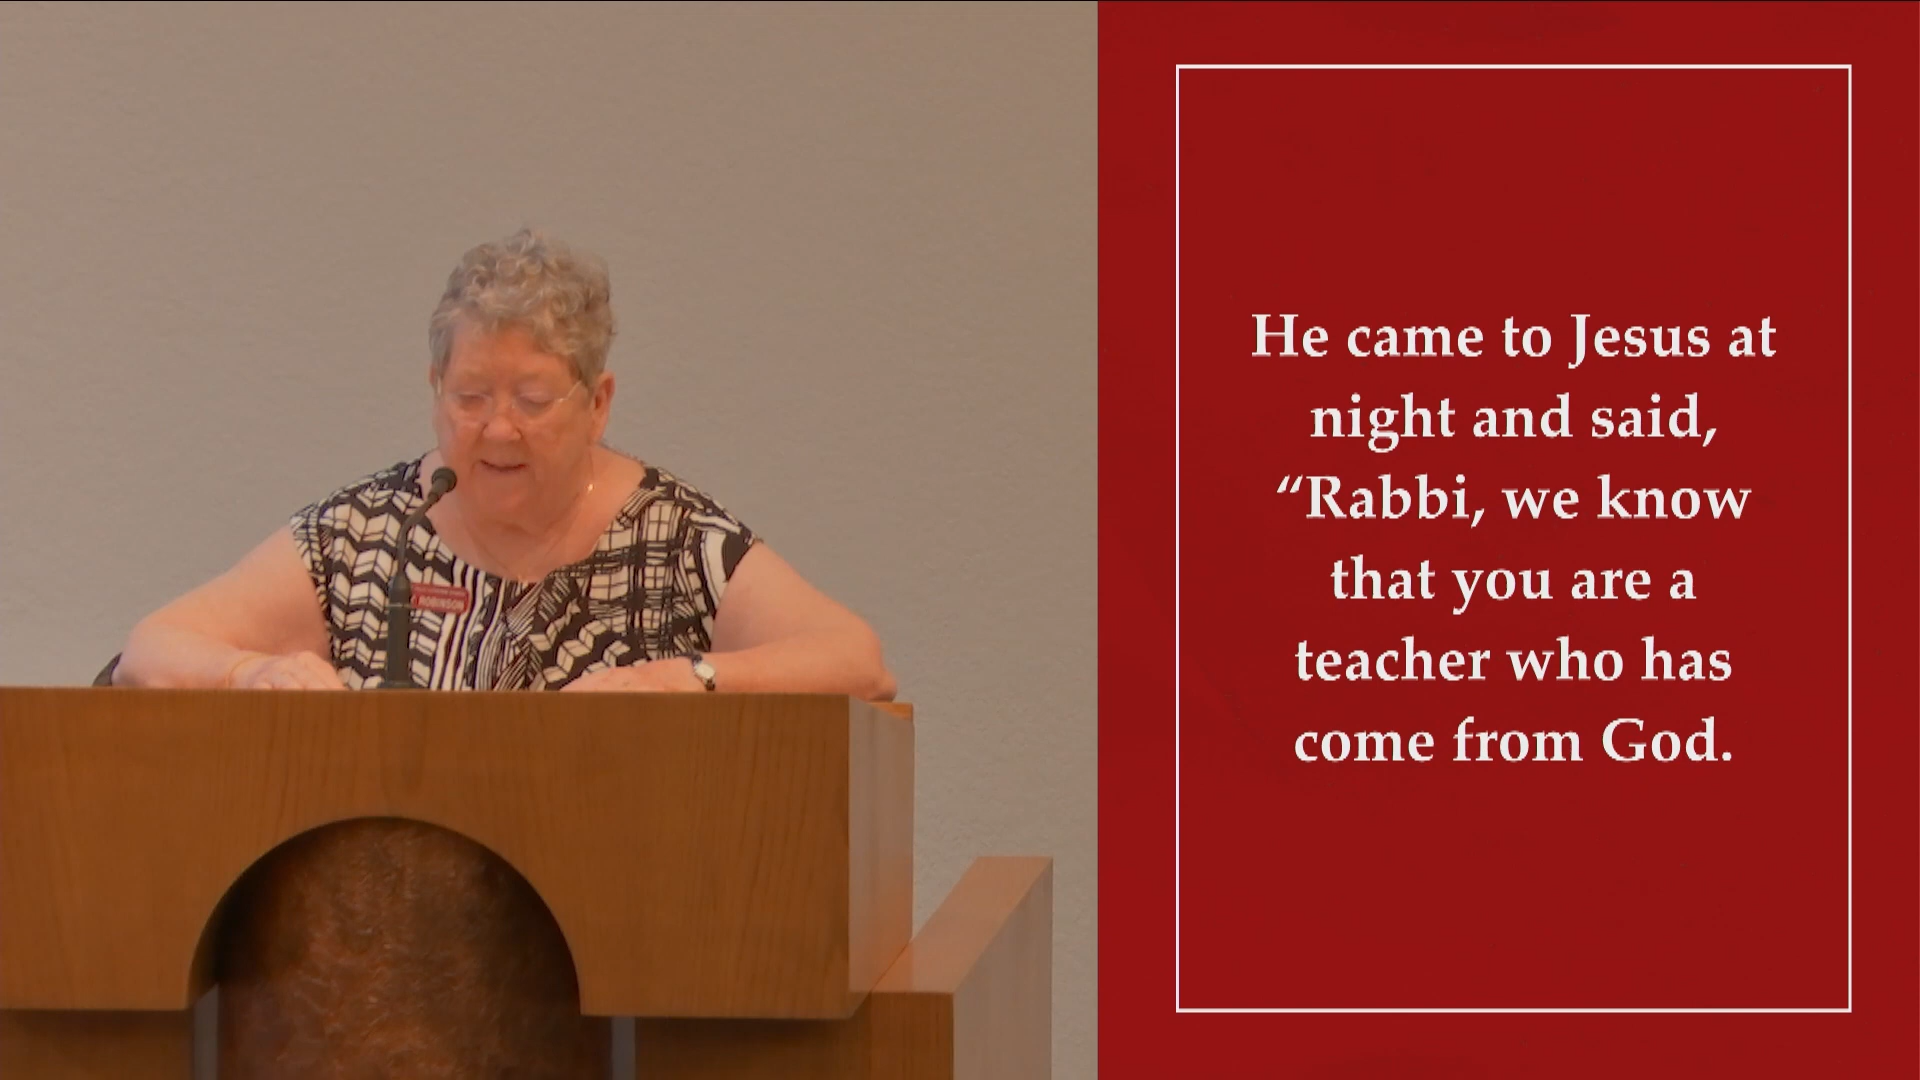 ROBINSON
He came to Jesus at
night and said,
“Rabbi, we know
that you are a
teacher who has
come from God.